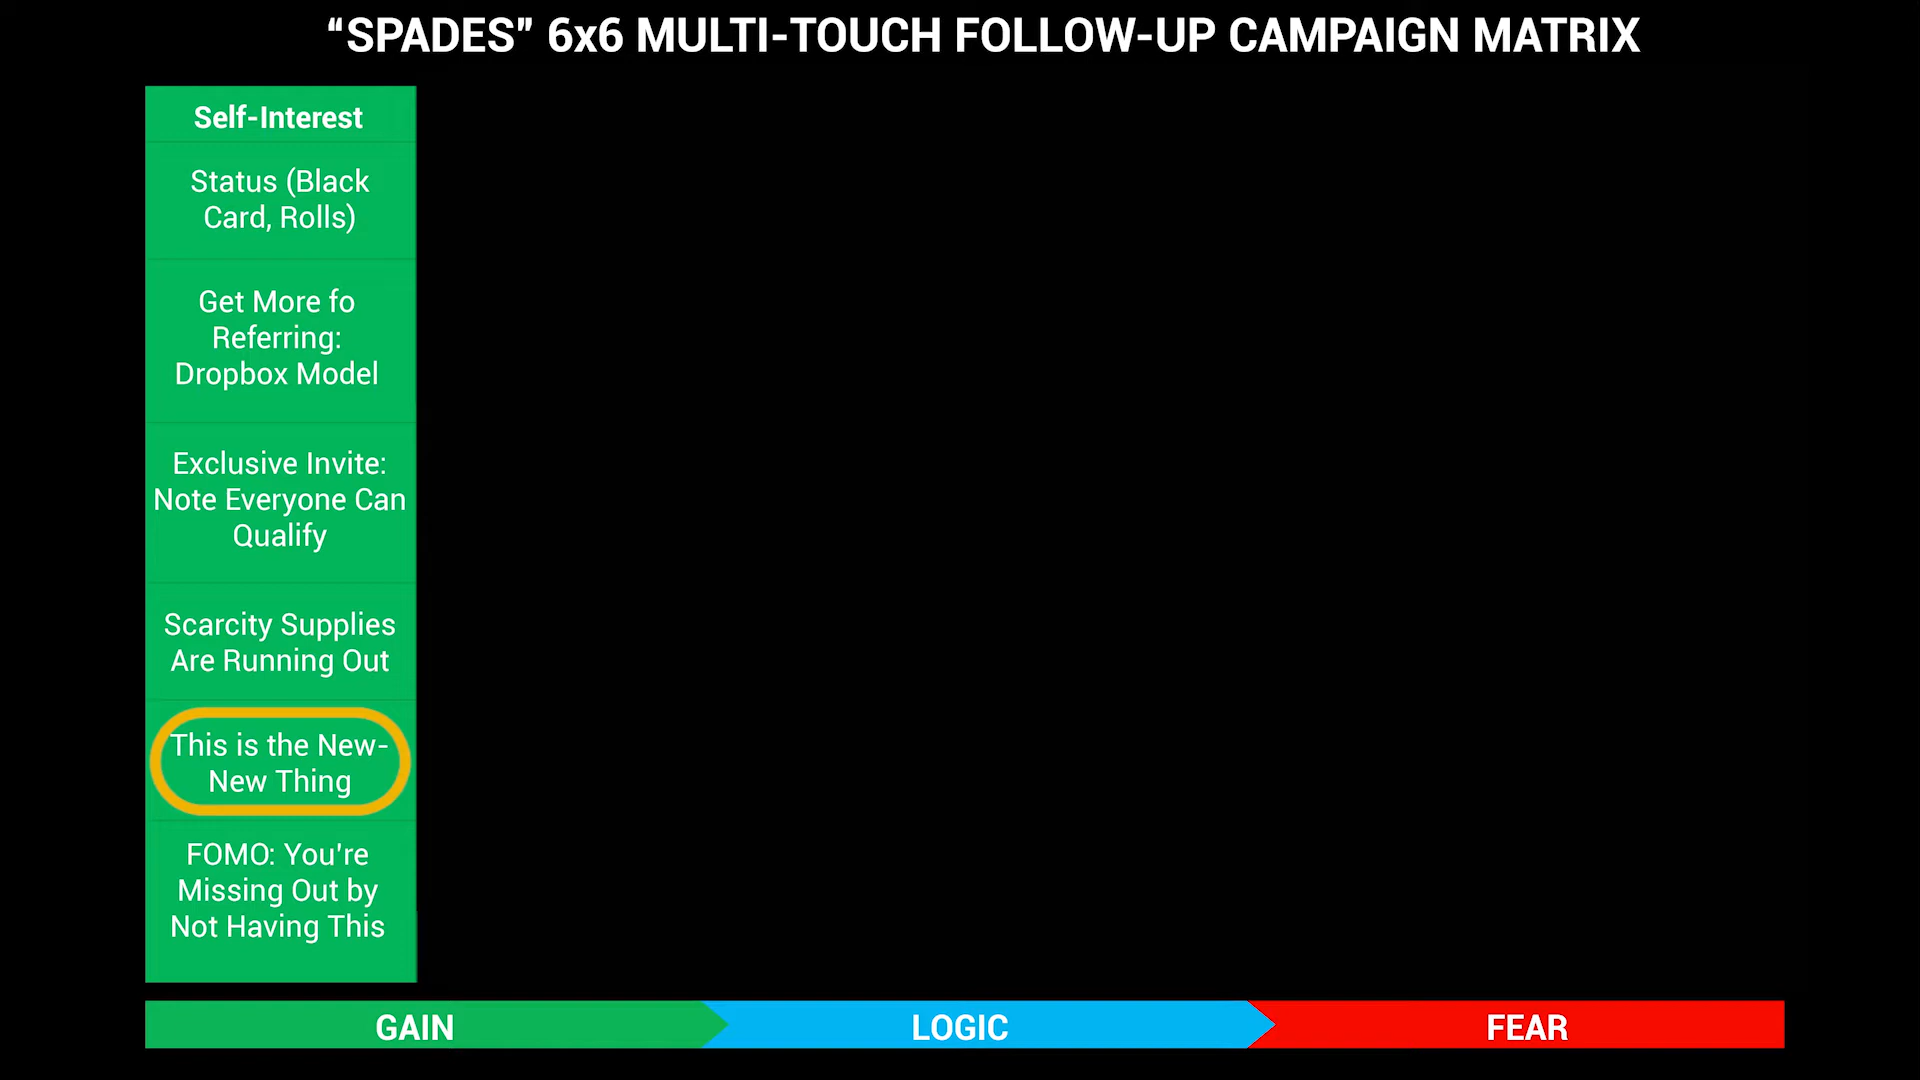 “SPADES” 6x6 MULTI-TOUCH FOLLOW-UP CAMPAIGN MATRIX
Self-Interest
Status (Black
Card, Rolls)
Get More fo
Referring:
Dropbox Model
Exclusive Invite:
Note Everyone Can
Qualify
Scarcity Supplies
Are Running Out
This is the New-
New Thing
FOMO: You're
Missing Out by
Not Having This
GAIN
LOGIC
FEAR